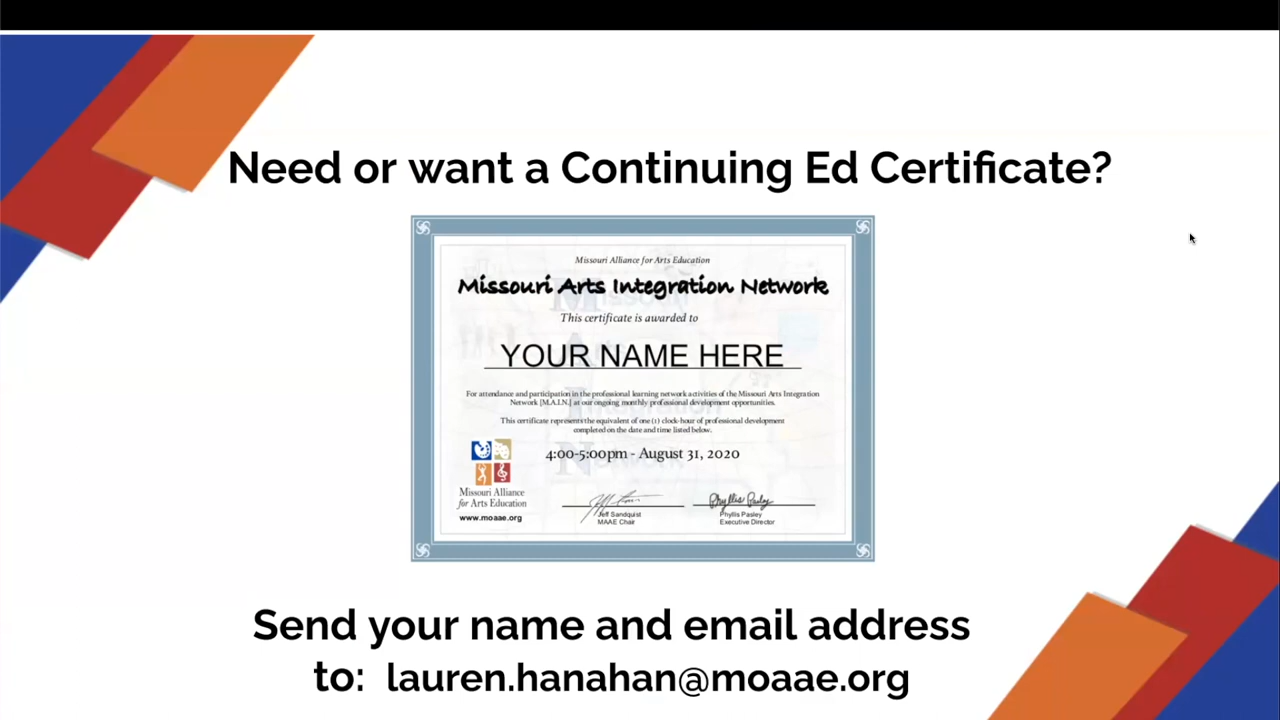 Need or want a Continuing Ed Certificate?
Missouri Alliance for Arts Education
Missouri Arts Integration Network
This certificate is awarded to
YOUR NAME HERE
For attendance and participation in the professional learning network activities of the Missouri Arts Integration
Network [M.A.I.N.] at our ongoing monthly professional development opportunities.
This certificate represents the equivalent of one (1) clock-hour of professional development
completed on the date and time listed below.
4:00-5:00pm - August 31, 2020
Missouri Alliance
for Arts Education
www.moaae.org
Jeff Sandquist
MAAE Chair
Phyllis Pasley
Phyllis Pasley
Executive Director
Send your name and email address
to: lauren.hanahan@moaae.org